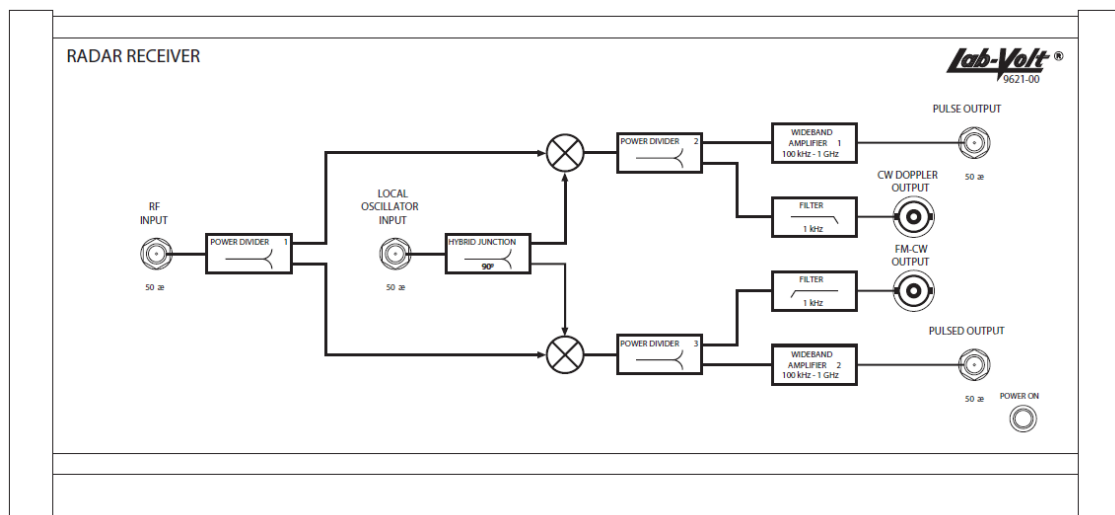 RADAR RECEIVER
Lab-Volt ®
9621-00
PULSE OUTPUT
50 æ
POWER DIVIDER 2
WIDEBAND
AMPLIFIER 1
100 kHz - 1 GHz
CW DOPPLER
OUTPUT
FILTER
1 kHz
RF
INPUT
50 æ
POWER DIVIDER 1
LOCAL
OSCILLATOR
INPUT
50 æ
HYBRID JUNCTION
90º
FM-CW
OUTPUT
FILTER
1 kHz
POWER DIVIDER 3
WIDEBAND
AMPLIFIER 2
100 kHz - 1 GHz
PULSED OUTPUT
50 æ
POWER ON